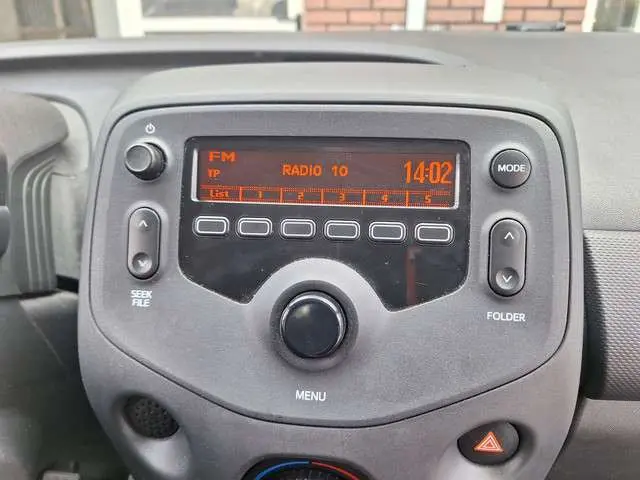 FM
MODE
TP
RADIO 10
14:02
List 1 2 3 4 5
SEEK
FILE
FOLDER
MENU